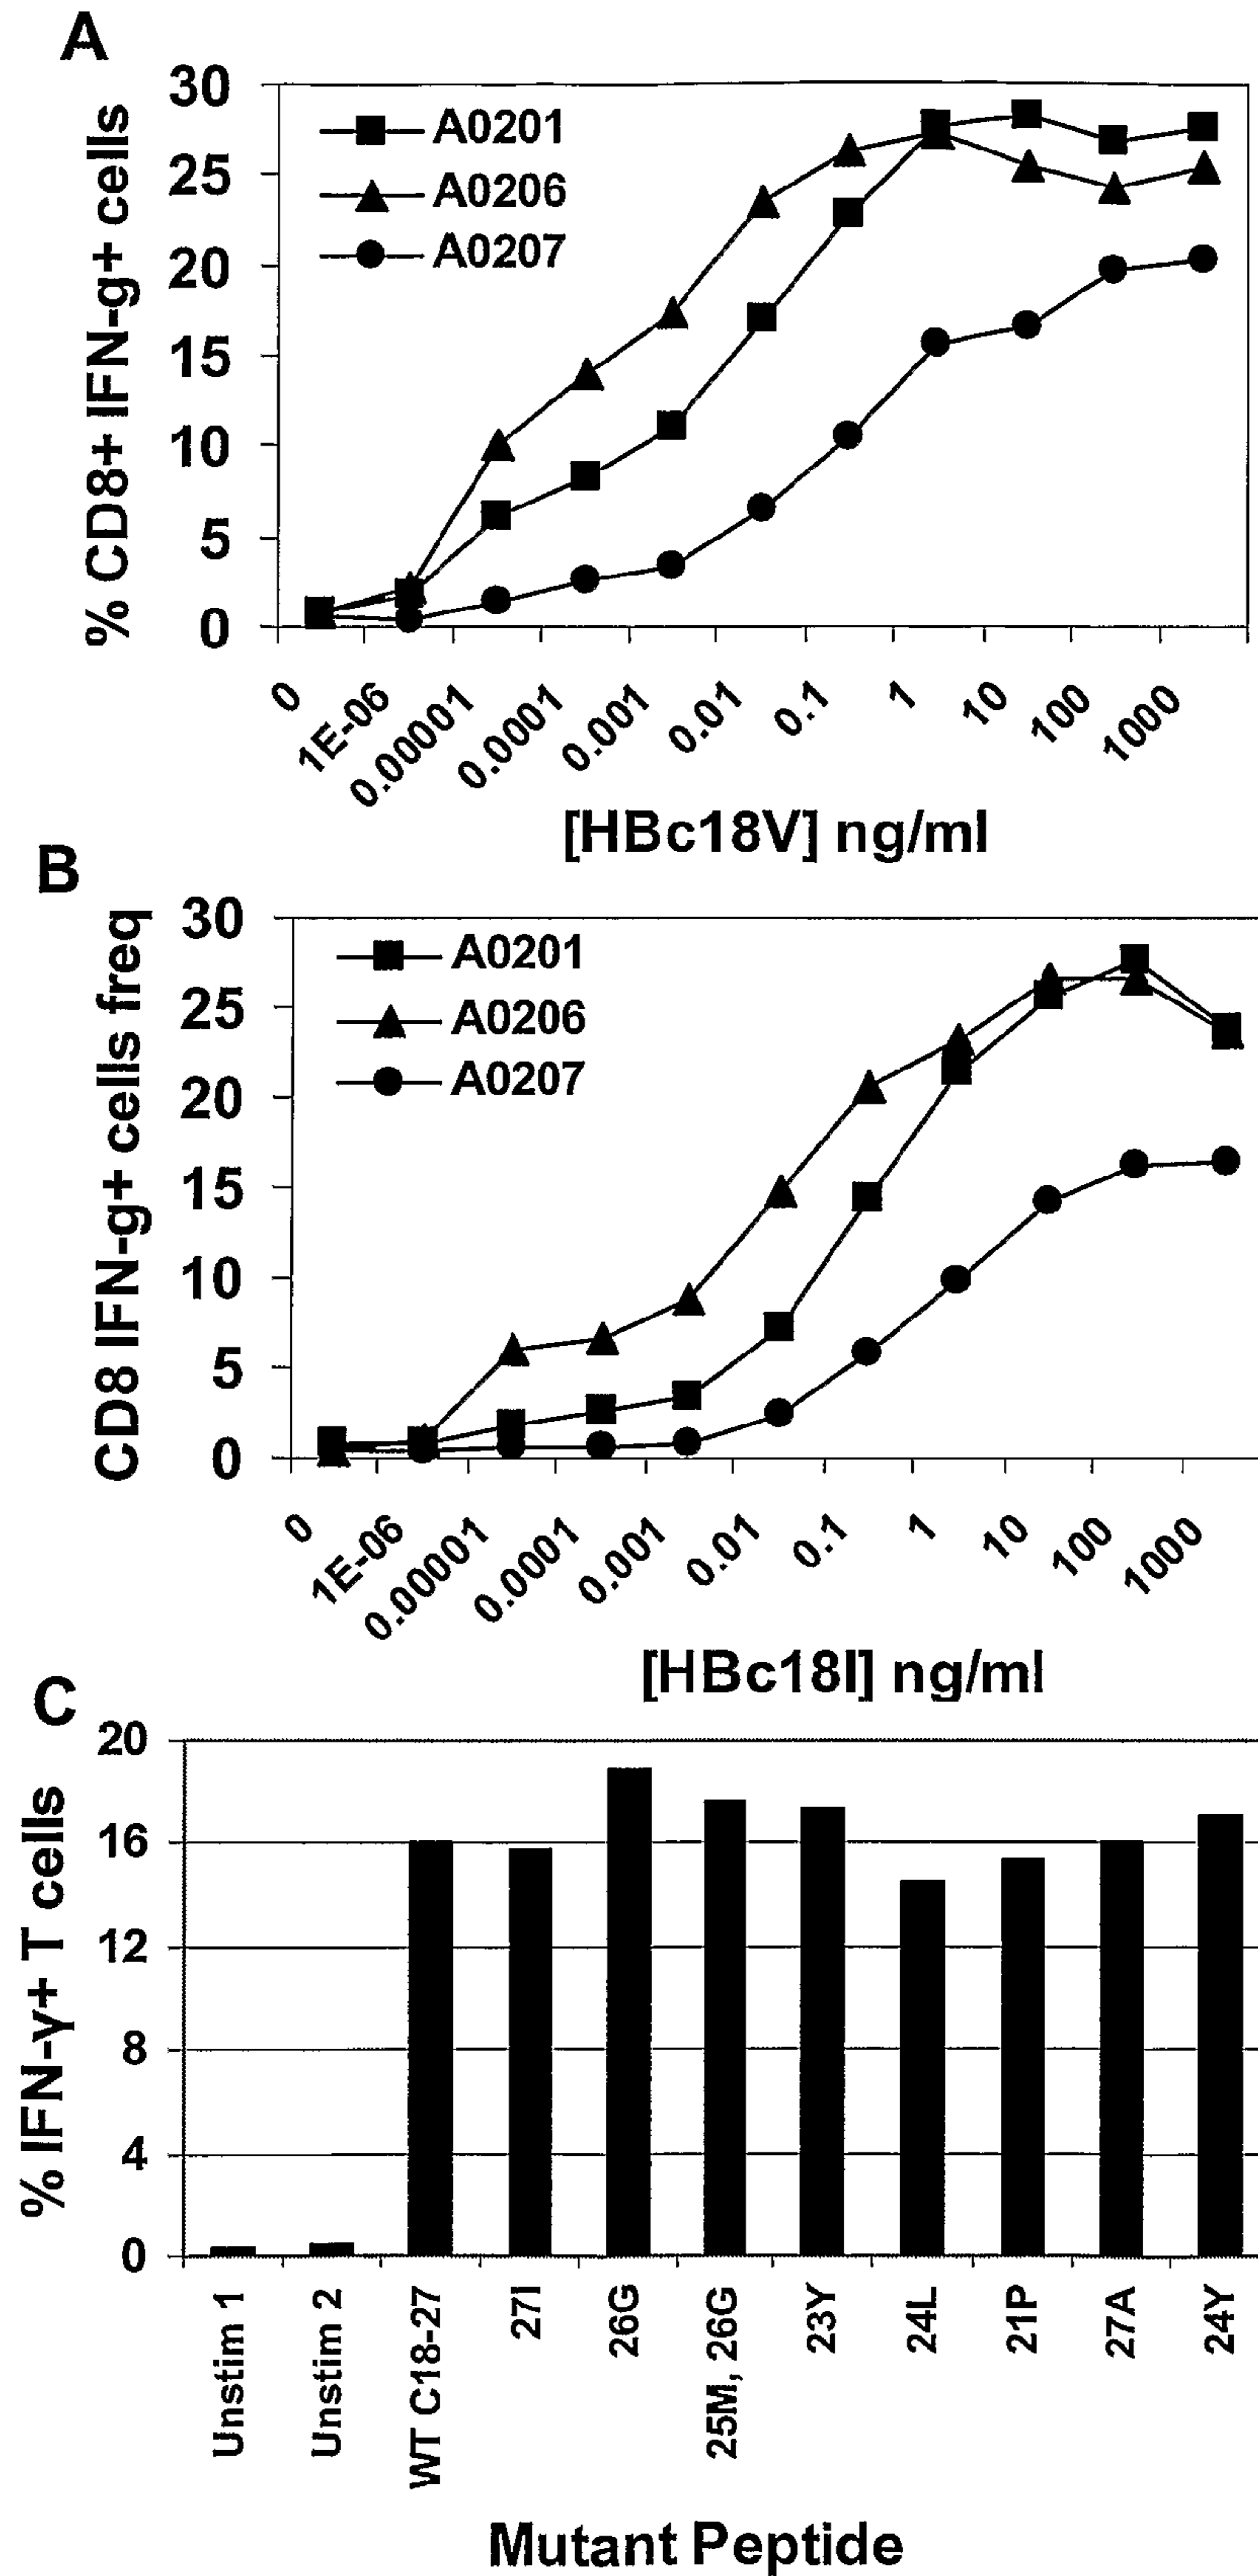 A
% CD8+ IFN-g+ cells
30
25
20
15
10
5
0
A0201
A0206
A0207
0
1E-06
0.00001
0.0001
0.001
0.01
0.1
1
10
100
1000
[HBc18V] ng/ml
B
CD8 IFN-g+ cells freq
30
25
20
15
10
5
0
A0201
A0206
A0207
0
1E-06
0.00001
0.0001
0.001
0.01
0.1
1
10
100
1000
[HBc18I] ng/ml
C
% IFN-γ+ T cells
20
16
12
8
4
0
Unstim 1
Unstim 2
WT C18-27
27I
26G
25M, 26G
23Y
24L
21P
27A
24Y
Mutant Peptide